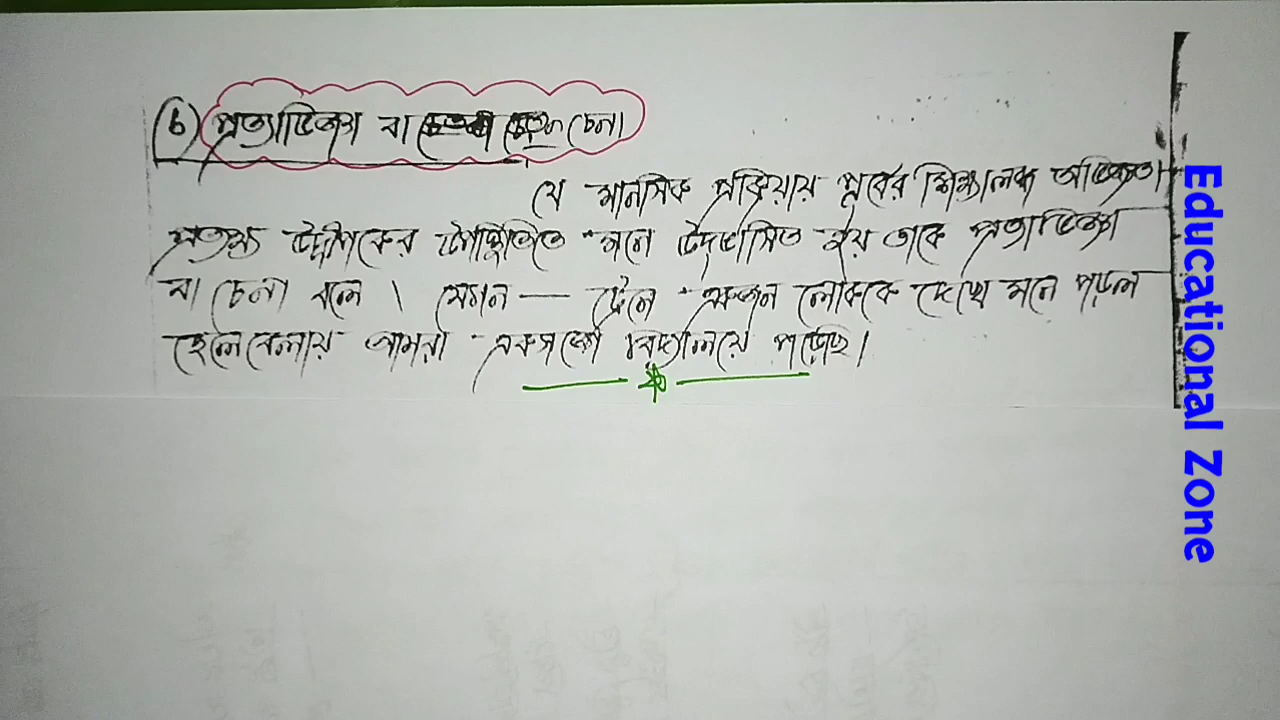 (b) প্রত্যাভিজ্ঞা বা চেনা
যে মানসিক প্রক্রিয়ায় পূর্বের শিক্ষালব্ধ অভিজ্ঞতা
প্রত্যক্ষ উদ্দীপকের উপস্থিতিতে মনে উদ্ভাসিত হয় তাকে প্রত্যাভিজ্ঞা
বা চেনা বলে। যেমন — ট্রেনে একজন লোককে দেখে মনে পড়ল
ছেলেবেলায় আমরা একসঙ্গে বিদ্যালয়ে পড়েছি।
Educational Zone